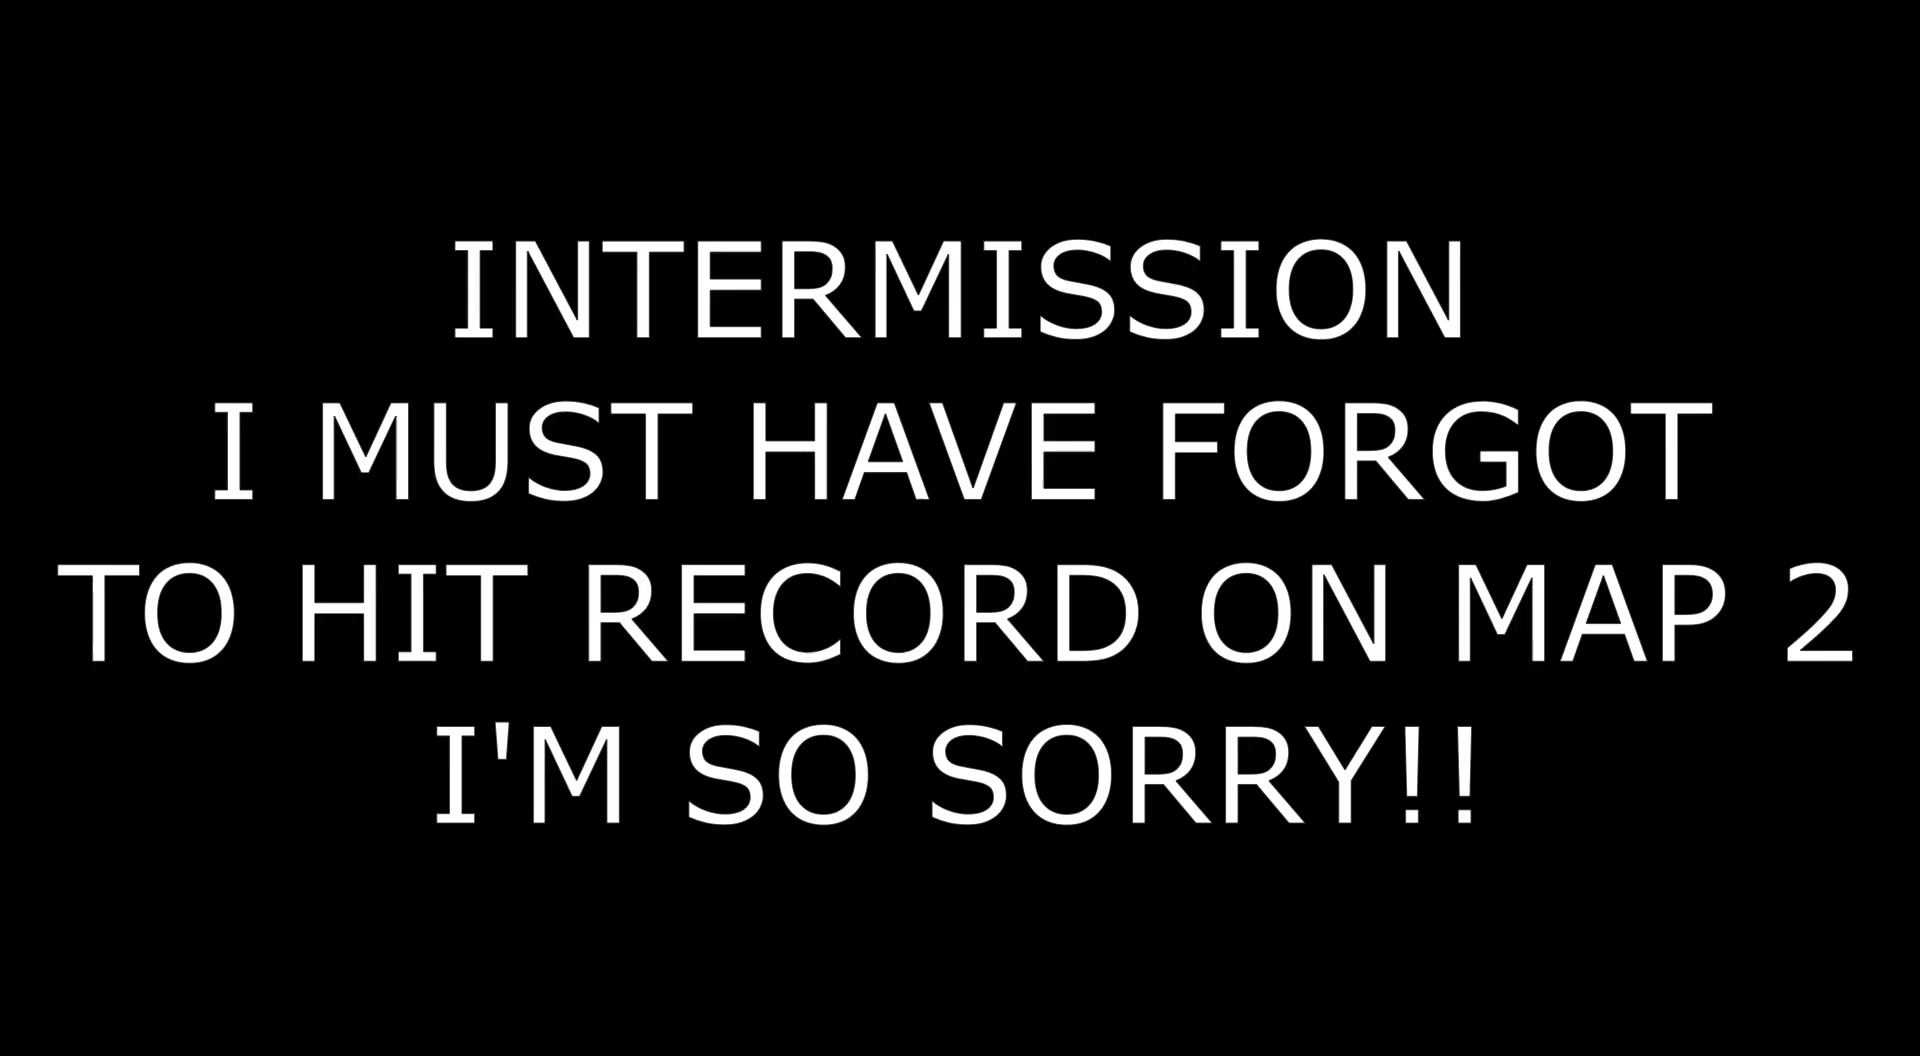 INTERMISSION
I MUST HAVE FORGOT
TO HIT RECORD ON MAP 2
I'M SO SORRY!!